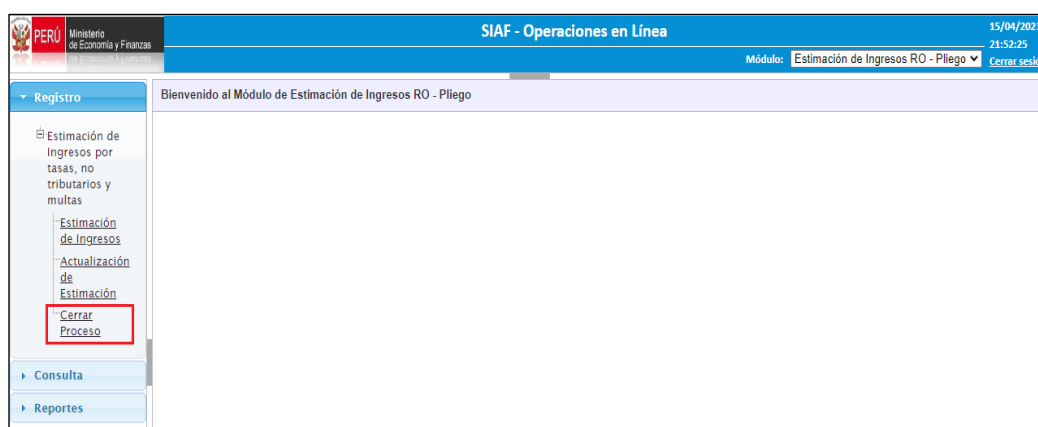 PERÚ
Ministerio
de Economía y Finanzas
SIAF - Operaciones en Línea
15/04/202
21:52:25
Módulo: Estimación de Ingresos RO - Pliego
Cerrar sesió
Registro
Bienvenido al Módulo de Estimación de Ingresos RO - Pliego
Estimación de
Ingresos por
tasas, no
tributarios y
multas
Estimación
de Ingresos
Actualización
de
Estimación
Cerrar
Proceso
Consulta
Reportes